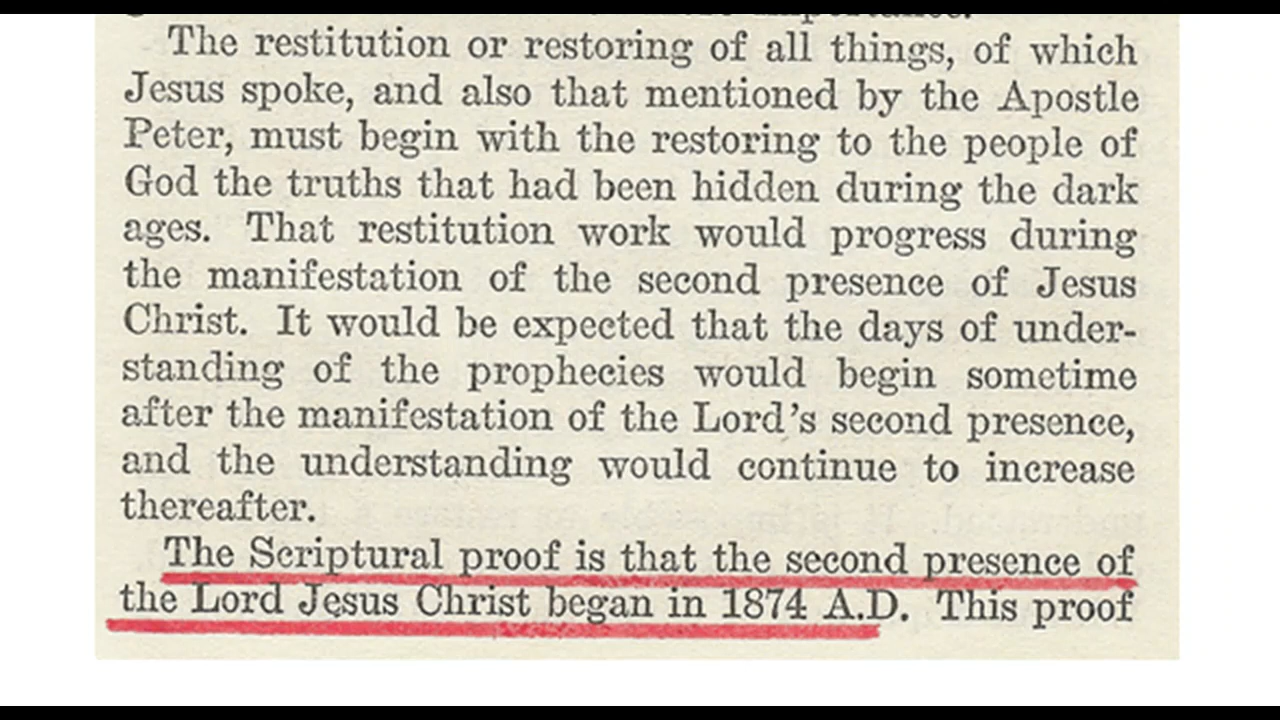 The restitution or restoring of all things, of which
Jesus spoke, and also that mentioned by the Apostle
Peter, must begin with the restoring to the people of
God the truths that had been hidden during the dark
ages. That restitution work would progress during
the manifestation of the second presence of Jesus
Christ. It would be expected that the days of under-
standing of the prophecies would begin sometime
after the manifestation of the Lord's second presence,
and the understanding would continue to increase
thereafter.
The Scriptural proof is that the second presence of
the Lord Jesus Christ began in 1874 A.D. This proof